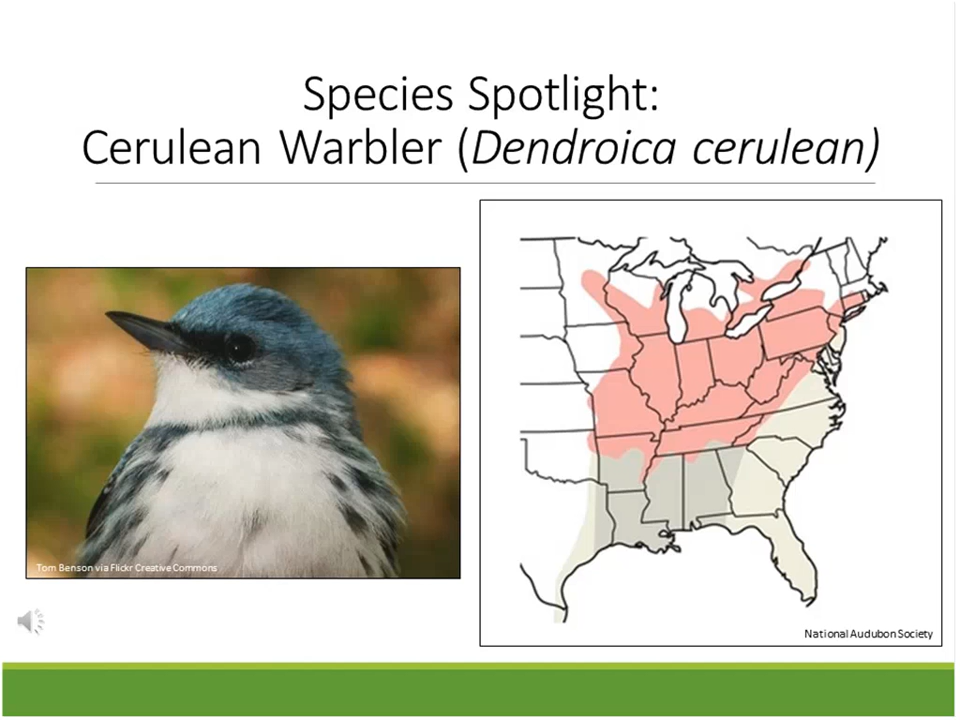 Species Spotlight:
Cerulean Warbler (Dendroica cerulean)
Tom Benson via Flickr Creative Commons
National Audubon Society